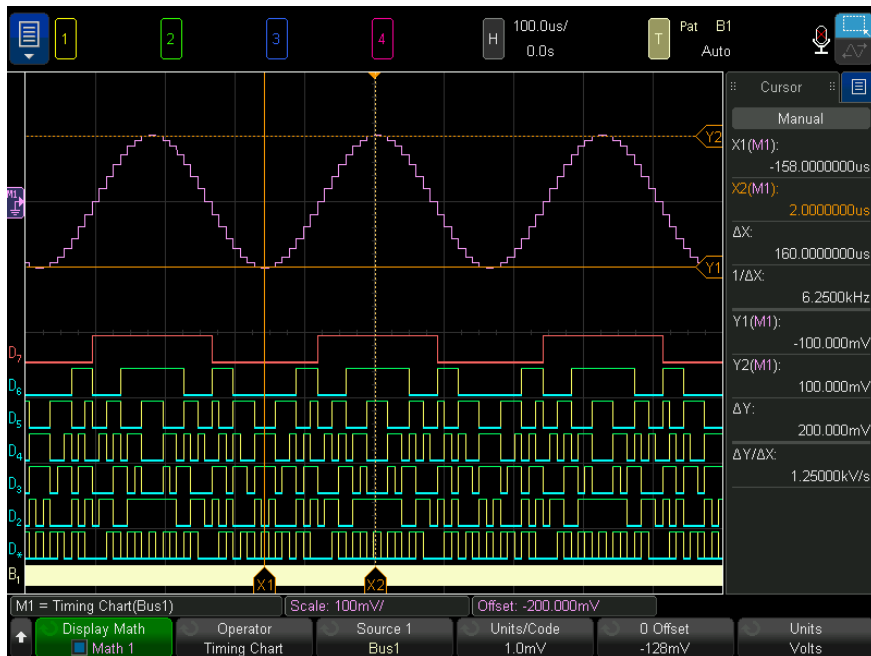 1 2 3 4 H 100.0us/ 0.0s T Pat B1 Auto
Cursor
Manual
X1(M1):
-158.0000000us
X2(M1):
2.0000000us
ΔX:
160.0000000us
1/ΔX:
6.2500kHz
Y1(M1):
-100.000mV
Y2(M1):
100.000mV
ΔY:
200.000mV
ΔY/ΔX:
1.25000kV/s
Y2
M1
Y1
D7
D6
D5
D4
D3
D2
D*
B1
X1 X2
M1 = Timing Chart(Bus1) Scale: 100mV/ Offset: -200.000mV
Display Math Operator Source 1 Units/Code 0 Offset Units
Math 1 Timing Chart Bus1 1.0mV -128mV Volts